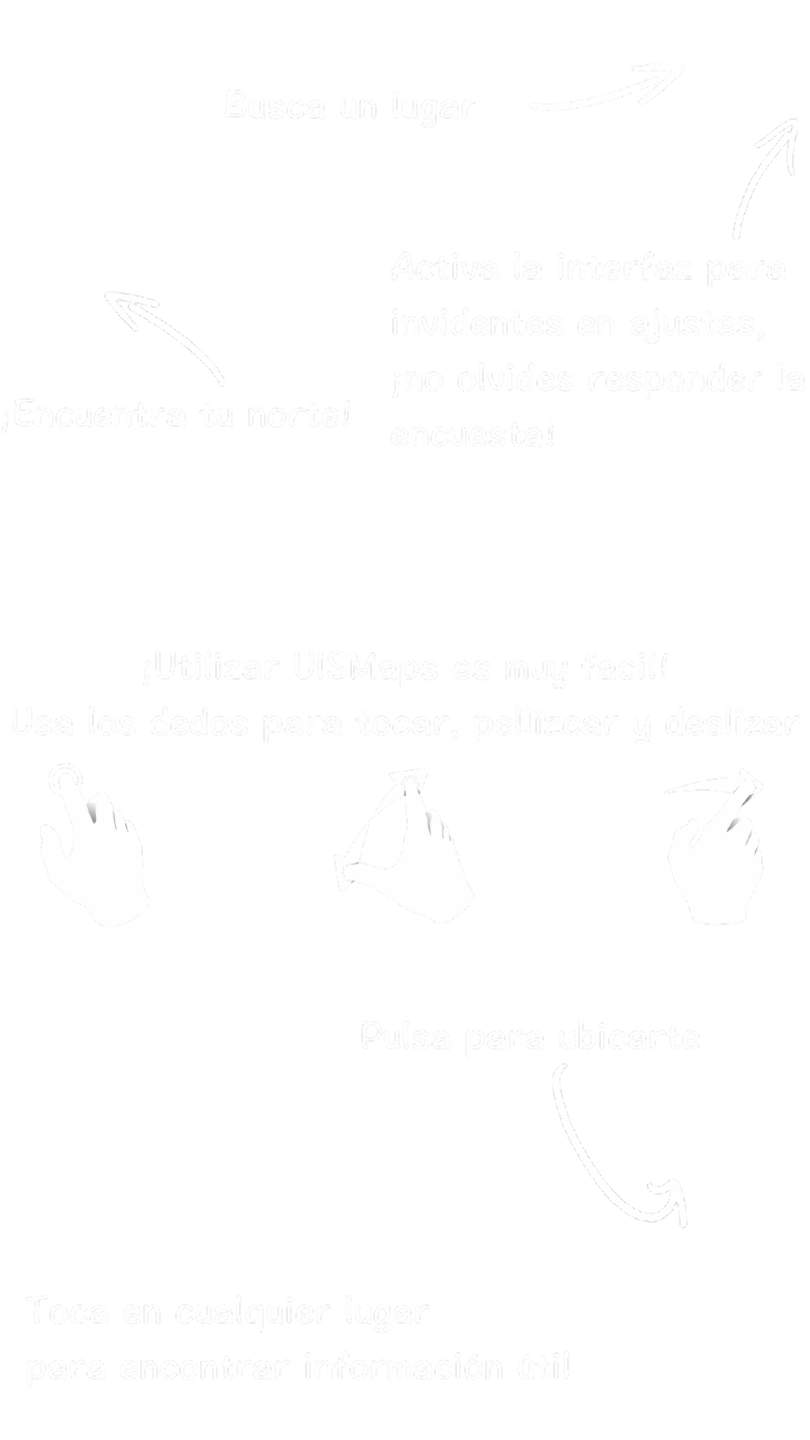 Busca un lugar
Activa la interfaz para
invidentes en ajustes,
¡no olvides responder la
encuesta!
¡Encuentra tu norte!
¡Utilizar UISMaps es muy facil!
Usa los dedos para tocar, pellizcar y deslizar
Pulsa para ubicarte
Toca en cualquier lugar
para encontrar información útil